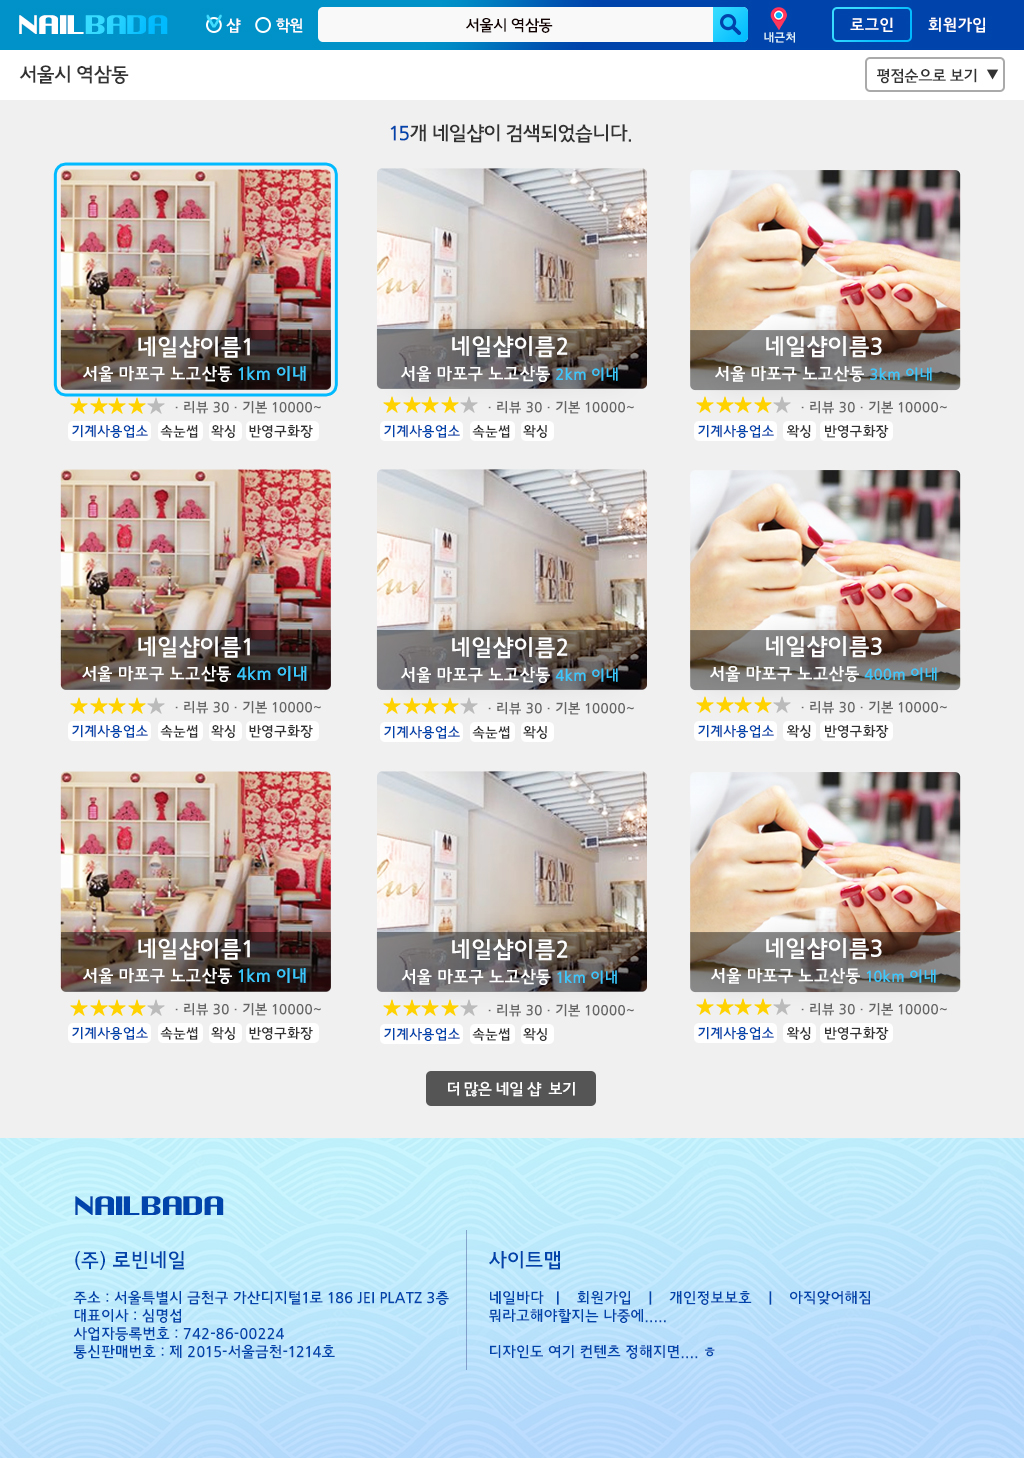 NAILBADA 샵 학원 서울시 역삼동 내근처 로그인 회원가입
서울시 역삼동 평점순으로 보기 ▼
15개 네일샵이 검색되었습니다.
LO NO
HERE
네일샵이름1
서울 마포구 노고산동 1km 이내
· 리뷰 30 · 기본 10000~
기계사용업소 속눈썹 왁싱 반영구화장
네일샵이름2
서울 마포구 노고산동 2km 이내
· 리뷰 30 · 기본 10000~
기계사용업소 속눈썹 왁싱
네일샵이름3
서울 마포구 노고산동 3km 이내
· 리뷰 30 · 기본 10000~
기계사용업소 왁싱 반영구화장
네일샵이름1
서울 마포구 노고산동 4km 이내
· 리뷰 30 · 기본 10000~
기계사용업소 속눈썹 왁싱 반영구화장
네일샵이름2
서울 마포구 노고산동 4km 이내
· 리뷰 30 · 기본 10000~
기계사용업소 속눈썹 왁싱
네일샵이름3
서울 마포구 노고산동 400m 이내
· 리뷰 30 · 기본 10000~
기계사용업소 왁싱 반영구화장
네일샵이름1
서울 마포구 노고산동 1km 이내
· 리뷰 30 · 기본 10000~
기계사용업소 속눈썹 왁싱 반영구화장
네일샵이름2
서울 마포구 노고산동 1km 이내
· 리뷰 30 · 기본 10000~
기계사용업소 속눈썹 왁싱
네일샵이름3
서울 마포구 노고산동 10km 이내
· 리뷰 30 · 기본 10000~
기계사용업소 왁싱 반영구화장
더 많은 네일 샵 보기
NAILBADA
(주) 로빈네일
주소 : 서울특별시 금천구 가산디지털1로 186 JEI PLATZ 3층
대표이사 : 심명섭
사업자등록번호 : 742-86-00224
통신판매번호 : 제 2015-서울금천-1214호
사이트맵
네일바다 | 회원가입 | 개인정보보호 | 아직앚어해짐
뭐라고해야할지는 나중에.....
디자인도 여기 컨텐츠 정해지면.... ㅎ